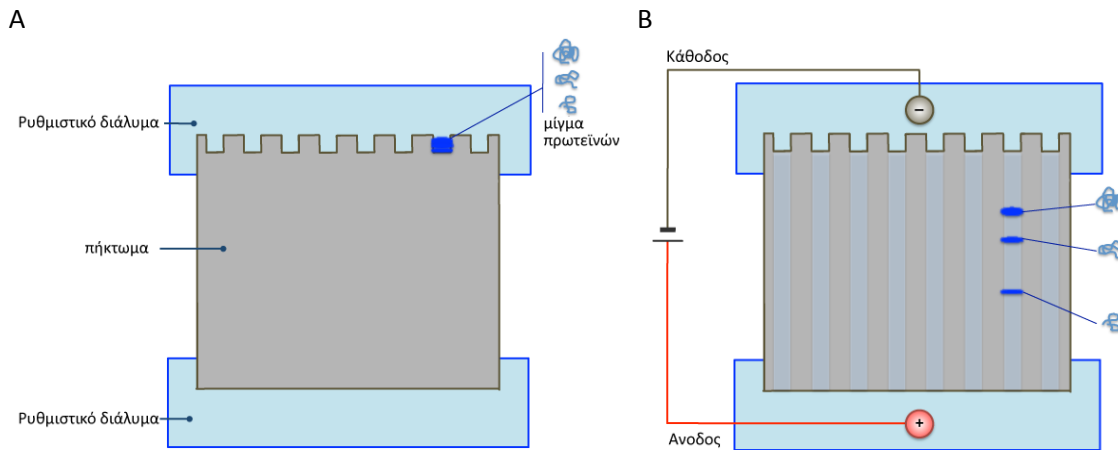 A
Ρυθμιστικό διάλυμα
μίγμα
πρωτεϊνών
πήκτωμα
Ρυθμιστικό διάλυμα
B
Κάθοδος
−
+
Ανοδος